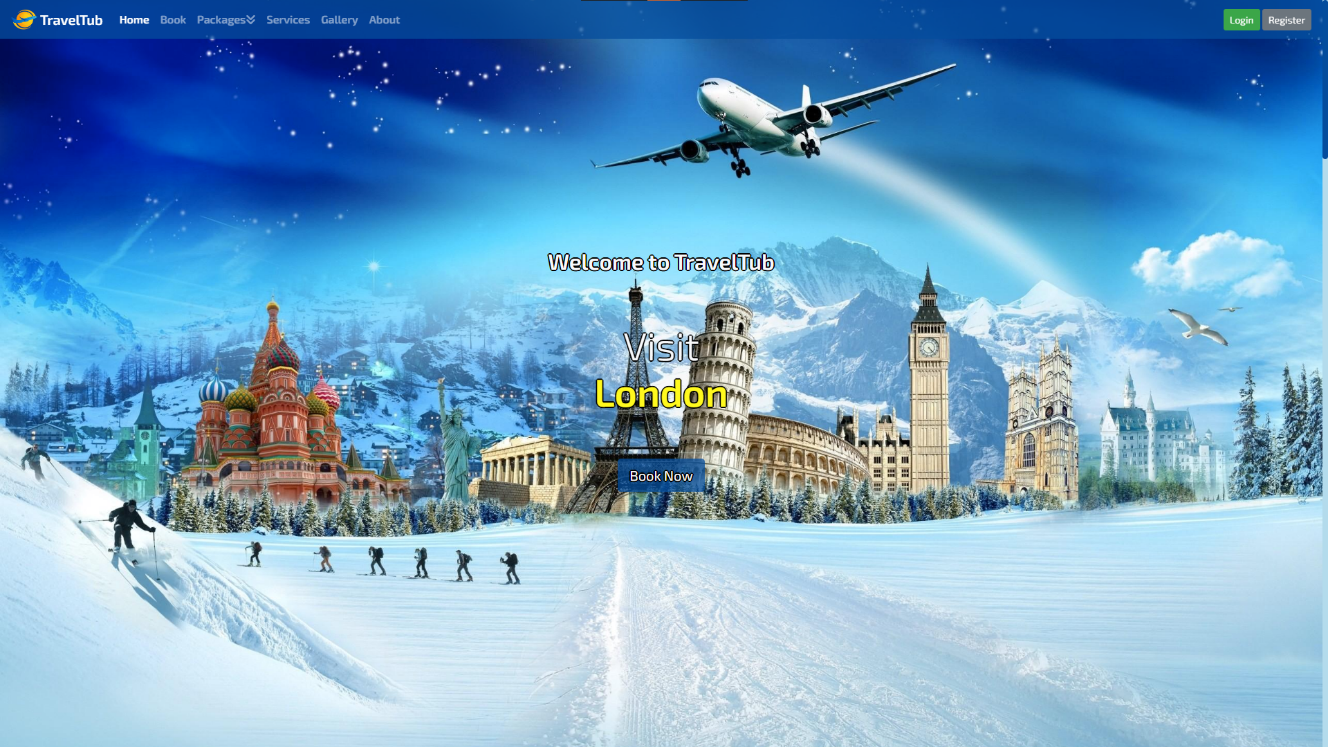 TravelTub Home Book Packages Services Gallery About Login Register
Welcome to TravelTub
Visit
London
Book Now